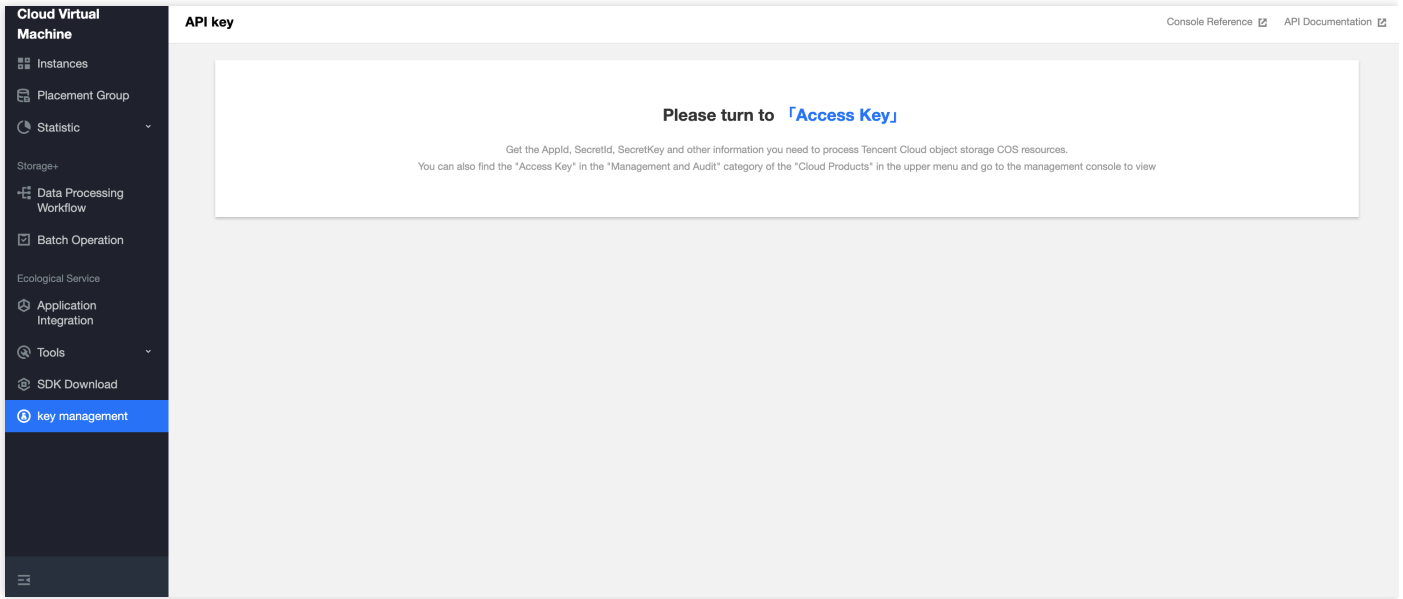 Cloud Virtual
Machine
Instances
Placement Group
Statistic
Storage+
Data Processing
Workflow
Batch Operation
Ecological Service
Application
Integration
Tools
SDK Download
key management
API key
Console Reference
API Documentation
Please turn to 「Access Key」
Get the AppId, SecretId, SecretKey and other information you need to process Tencent Cloud object storage COS resources.
You can also find the "Access Key" in the "Management and Audit" category of the "Cloud Products" in the upper menu and go to the management console to view